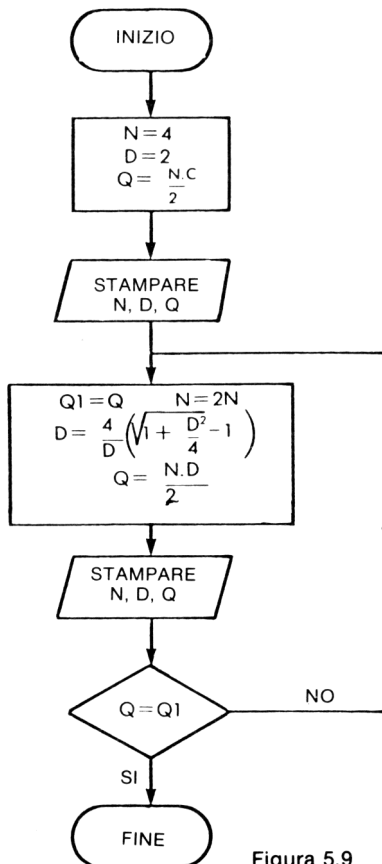 INIZIO
N=4
D=2
Q= N.C/2
STAMPARE
N, D, Q
Q1=Q N=2N
D= 4/D(√1+ D²/4 -1)
Q= N.D/2
STAMPARE
N, D, Q
Q=Q1
NO
SI
FINE
Figura 5.9